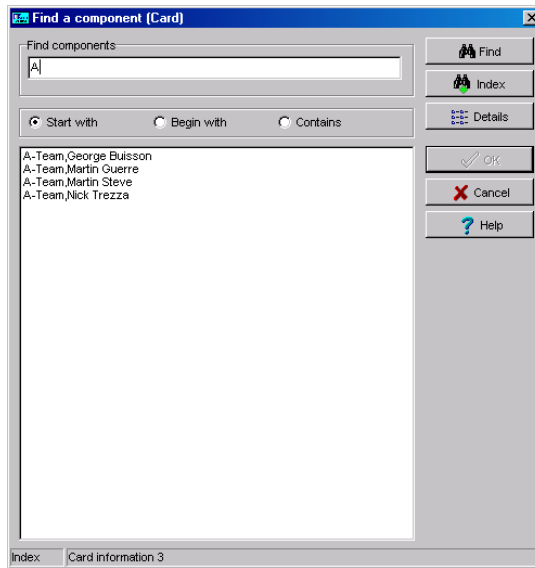 Find a component (Card)
Find components
A
Find
Index
Details
Start with
Begin with
Contains
A-Team,George Buisson
A-Team,Martin Guerre
A-Team,Martin Steve
A-Team,Nick Trezza
OK
Cancel
Help
Index
Card information 3